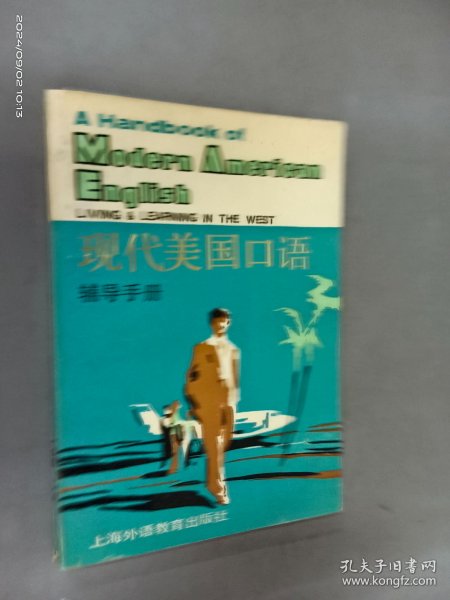 2024/09/02 10:13
A Handbook of
Modern American
English
LIVING & LEARNING IN THE WEST
现代美国口语
辅导手册
上海外语教育出版社
孔夫子旧书网
www.kongfz.com